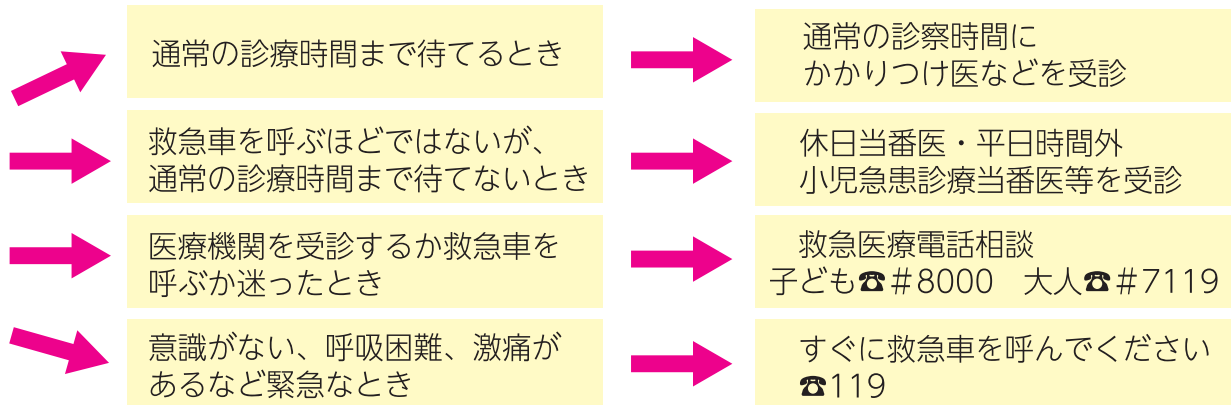 通常の診療時間まで待てるとき
通常の診察時間に
かかりつけ医などを受診
救急車を呼ぶほどではないが、
通常の診療時間まで待てないとき
休日当番医・平日時間外
小児急患診療当番医等を受診
医療機関を受診するか救急車を
呼ぶか迷ったとき
救急医療電話相談
子ども☎＃8000　大人☎＃7119
意識がない、呼吸困難、激痛が
あるなど緊急なとき
すぐに救急車を呼んでください
☎119